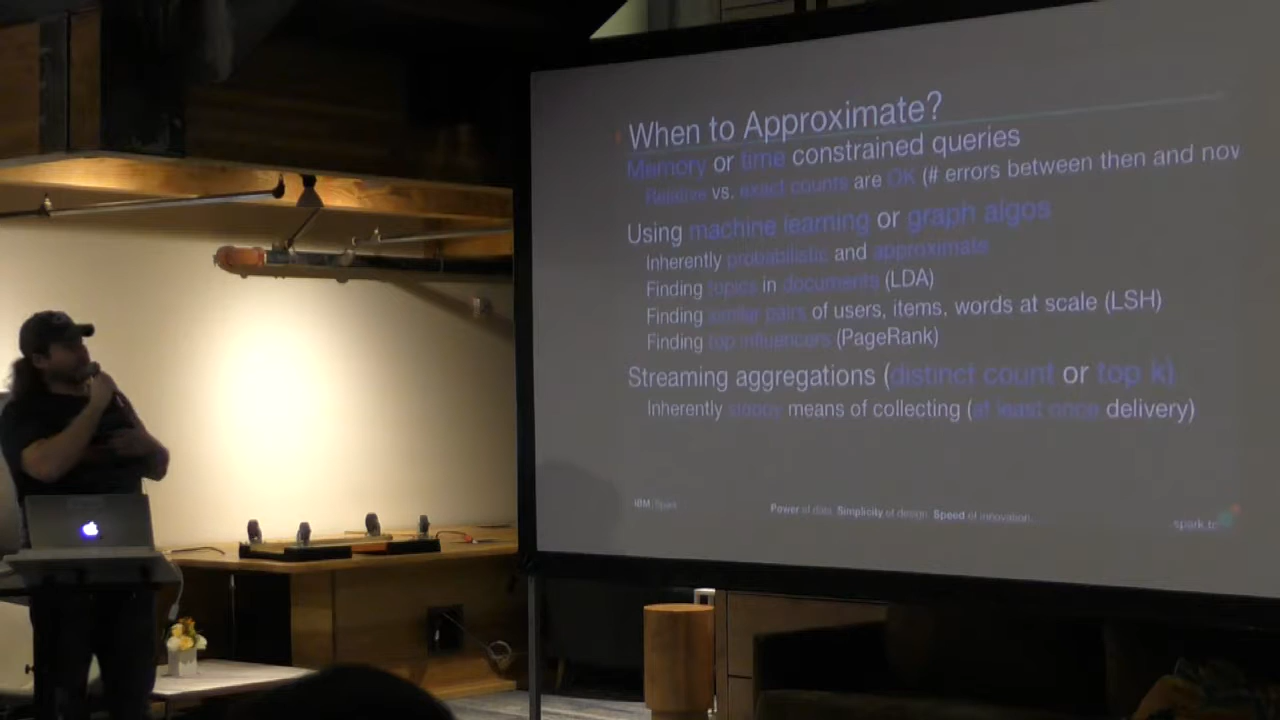 When to Approximate?
Memory or time constrained queries
Relative vs. exact counts are OK (# errors between then and now
Using machine learning or graph algos
Inherently probabilistic and approximate
Finding topics in documents (LDA)
Finding similar pairs of users, items, words at scale (LSH)
Finding top influencers (PageRank)
Streaming aggregations (distinct count or top k)
Inherently sloppy means of collecting (at least once delivery)
IBM Spark
Power of data. Simplicity of design. Speed of innovation.
spark.tc